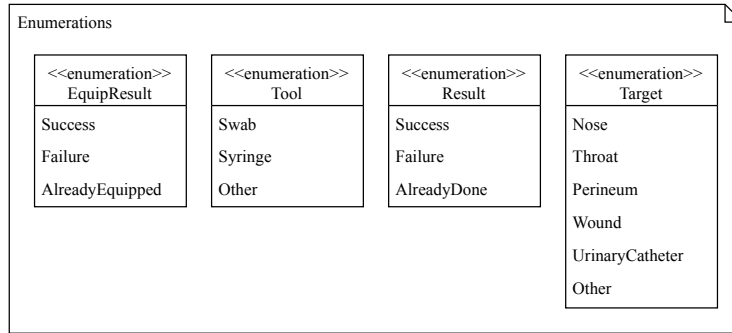 Enumerations
<<enumeration>>
EquipResult
Success
Failure
AlreadyEquipped
<<enumeration>>
Tool
Swab
Syringe
Other
<<enumeration>>
Result
Success
Failure
AlreadyDone
<<enumeration>>
Target
Nose
Throat
Perineum
Wound
UrinaryCatheter
Other